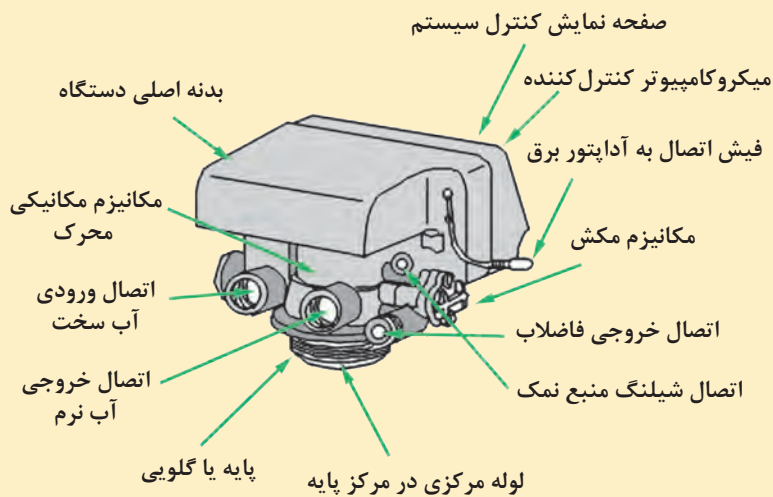 صفحه نمایش کنترل سیستم
میکروکامپیوتر کنترل‌کننده
بدنه اصلی دستگاه
فیش اتصال به آداپتور برق
مکانیزم مکانیکی
محرک
مکانیزم مکش
اتصال ورودی
آب سخت
اتصال خروجی فاضلاب
اتصال خروجی
آب نرم
اتصال شیلنگ منبع نمک
پایه یا گلویی
لوله مرکزی در مرکز پایه